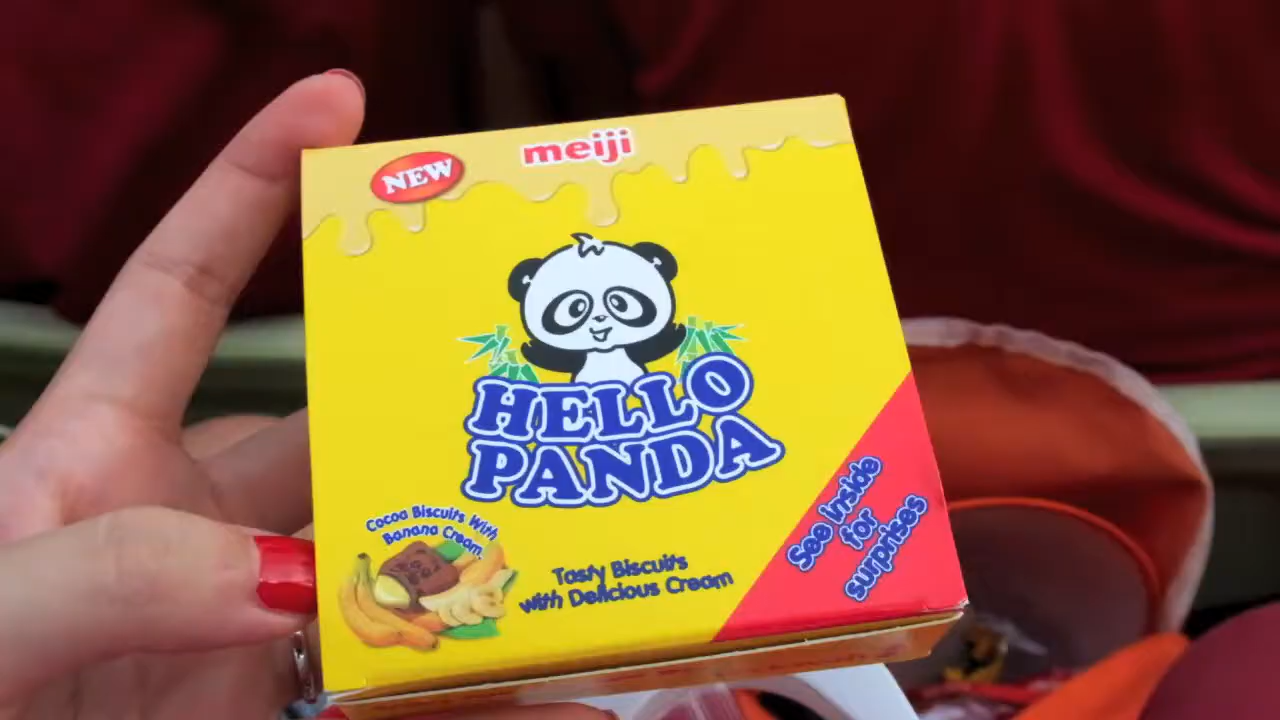 NEW
meiji
HELLO
PANDA
Cocoa Biscuits With
Banana Cream
Tasty Biscuits
with Delicious Cream
See Inside
for
surprises